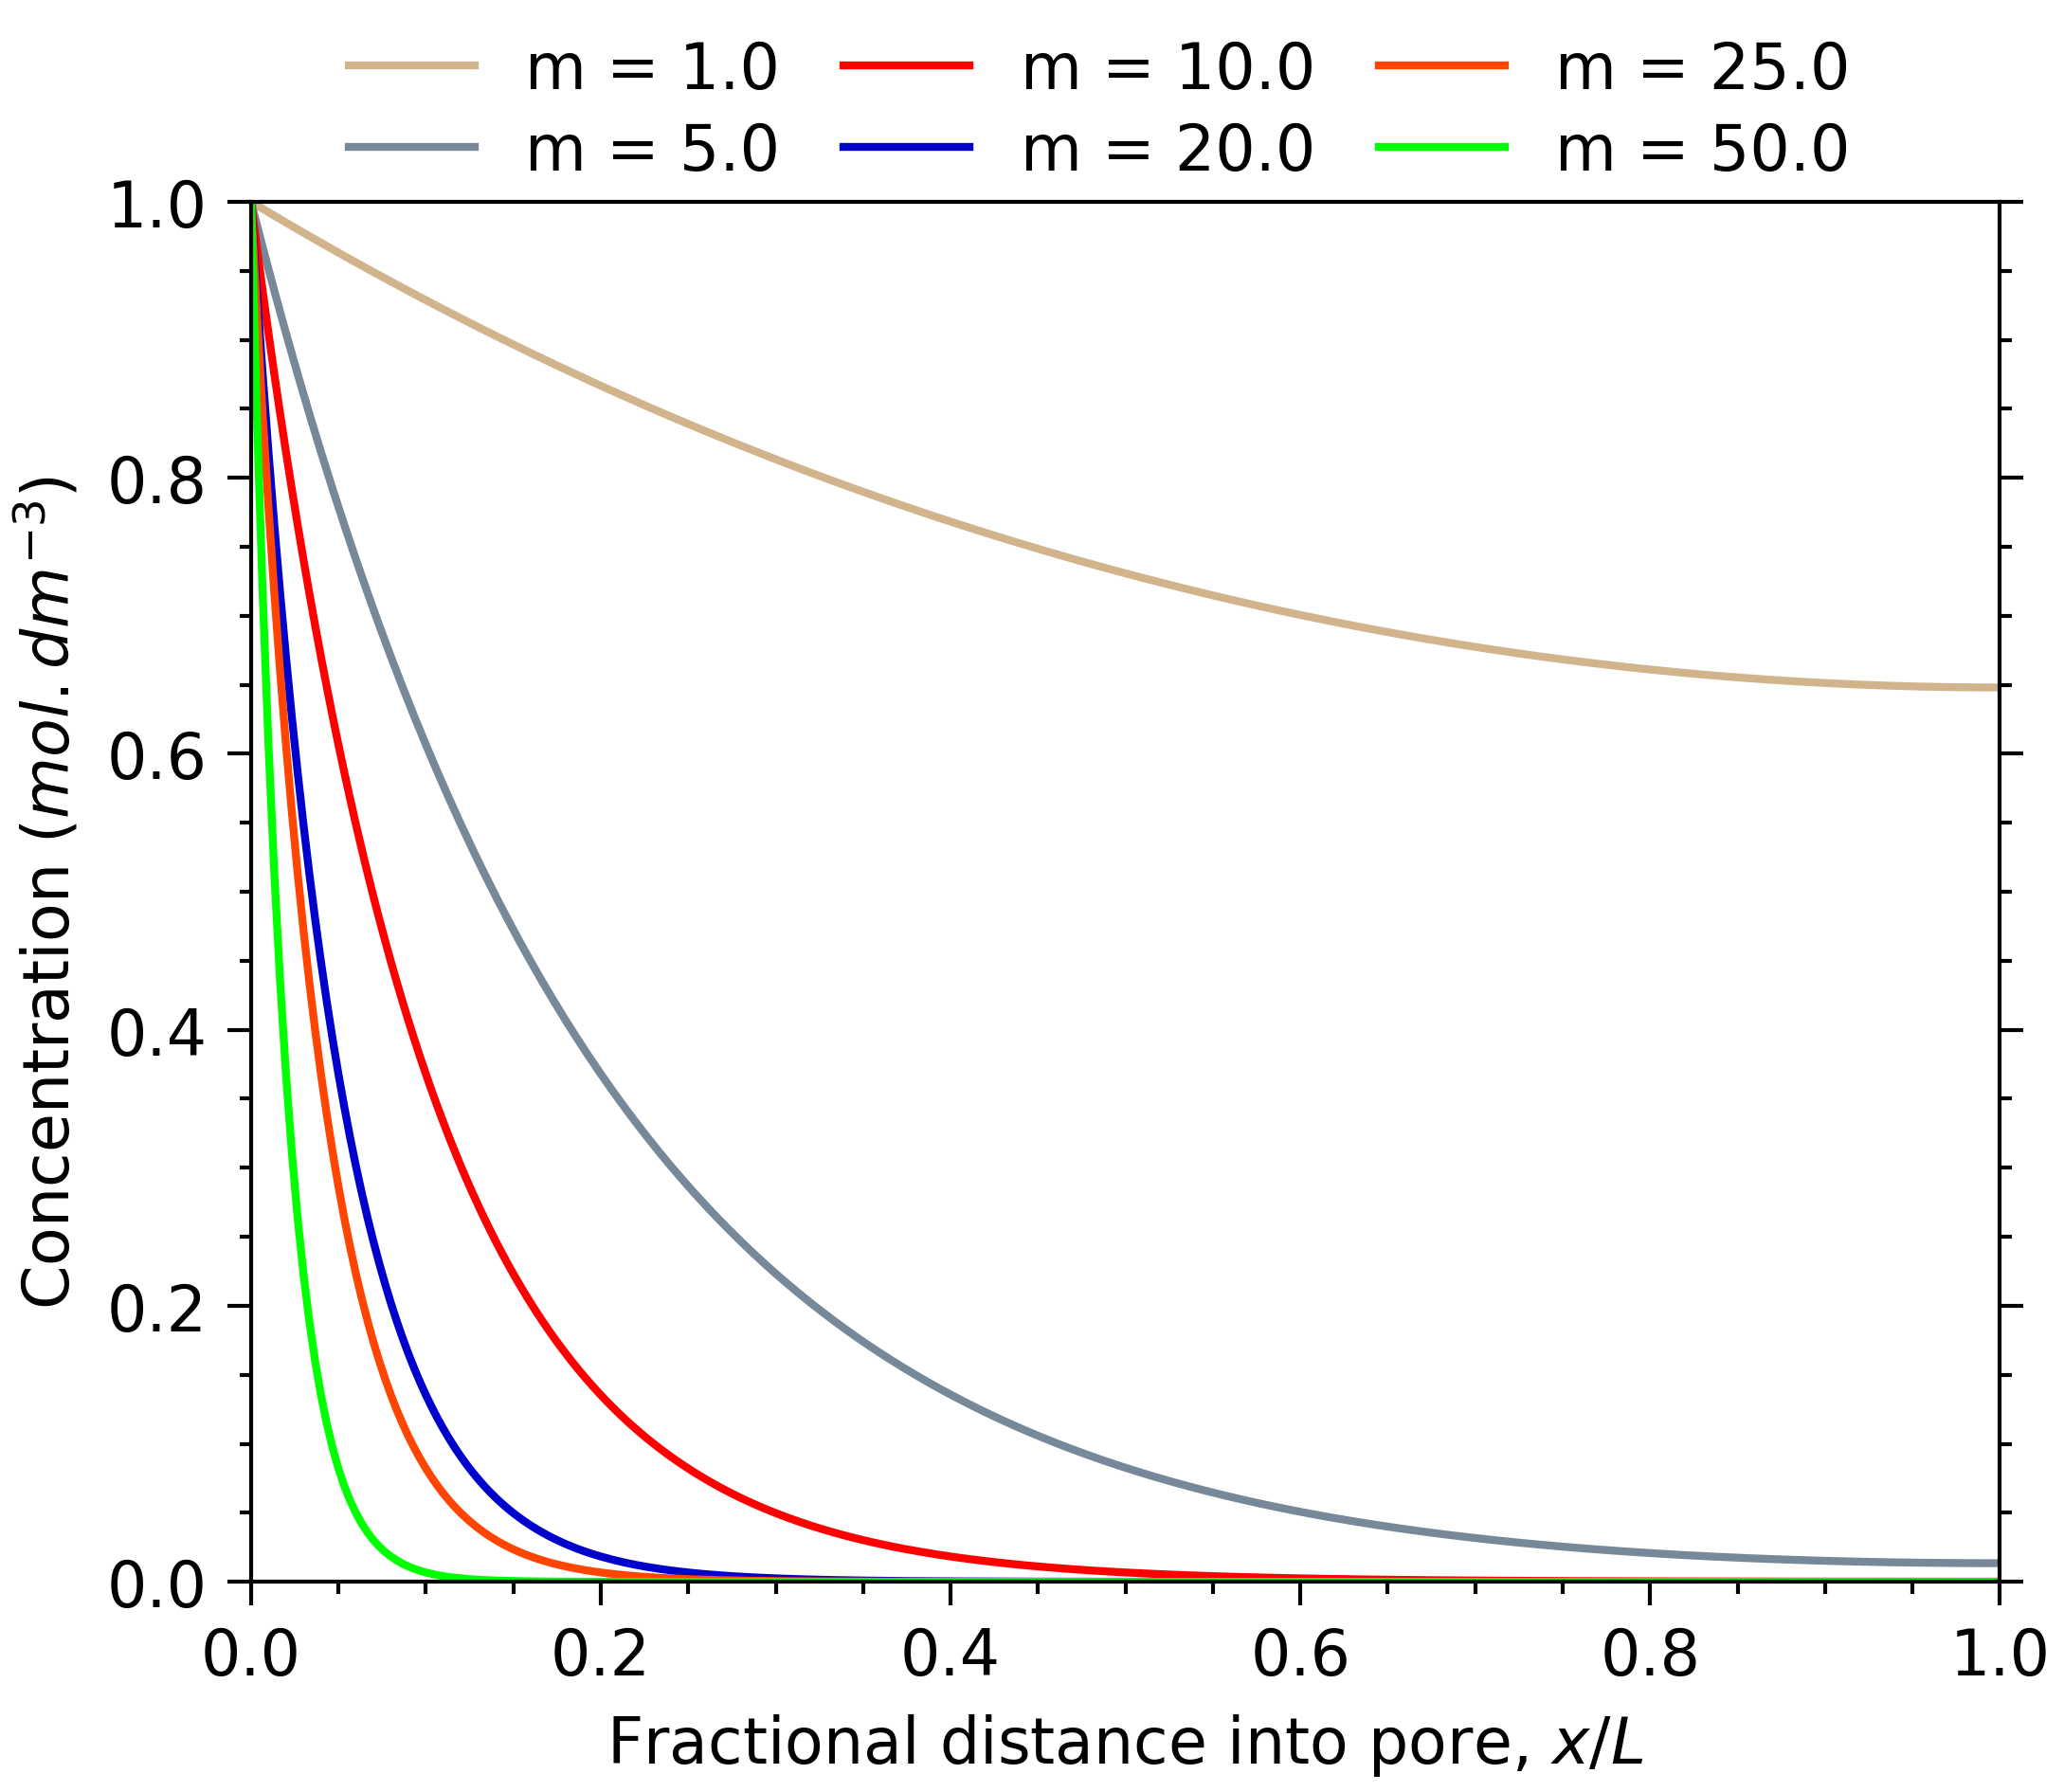 m = 1.0 m = 10.0 m = 25.0
m = 5.0 m = 20.0 m = 50.0
1.0
0.8
0.6
0.4
0.2
0.0
Concentration (mol.dm⁻³)
0.0 0.2 0.4 0.6 0.8 1.0
Fractional distance into pore, x/L